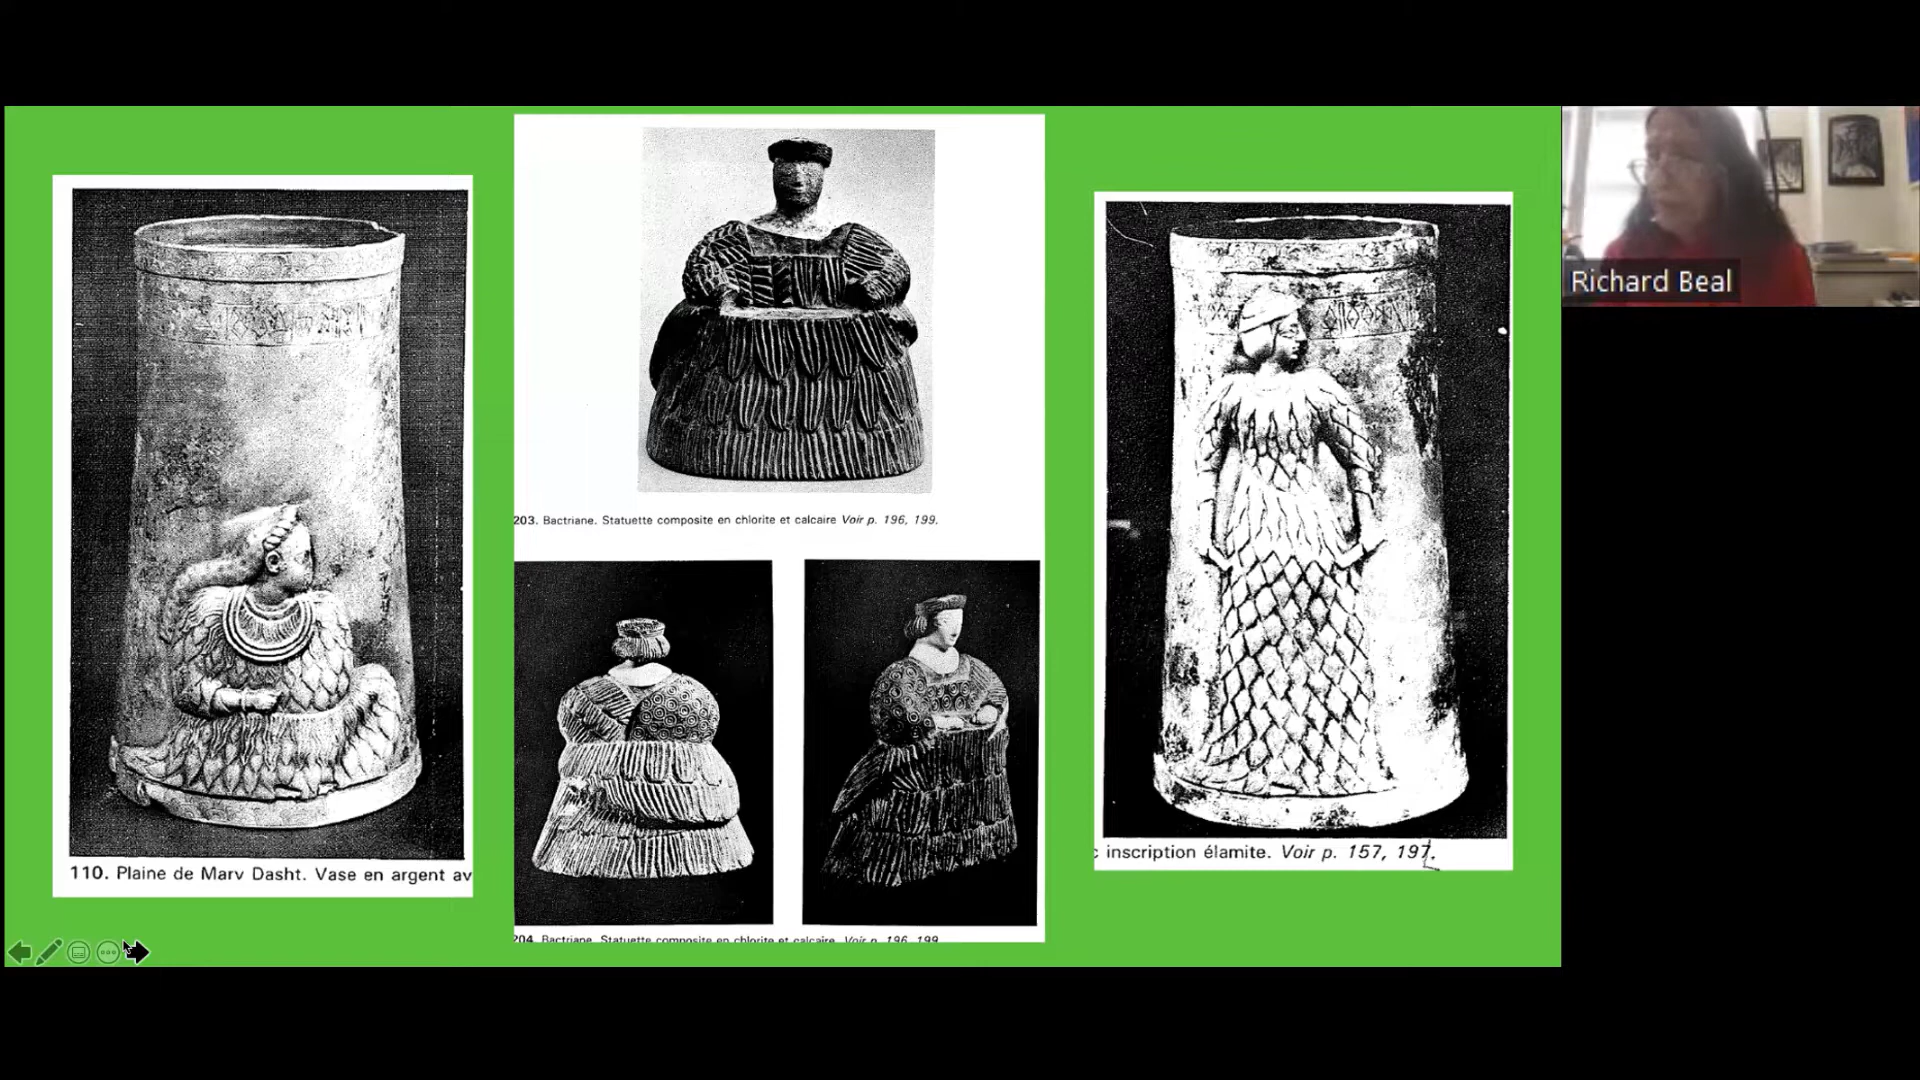 110. Plaine de Marv Dasht. Vase en argent av
203. Bactriane. Statuette composite en chlorite et calcaire Voir p. 196, 199.
204. Bactriane. Statuette composite en chlorite et calcaire. Voir p. 196, 199
c inscription élamite. Voir p. 157, 197.
Richard Beal